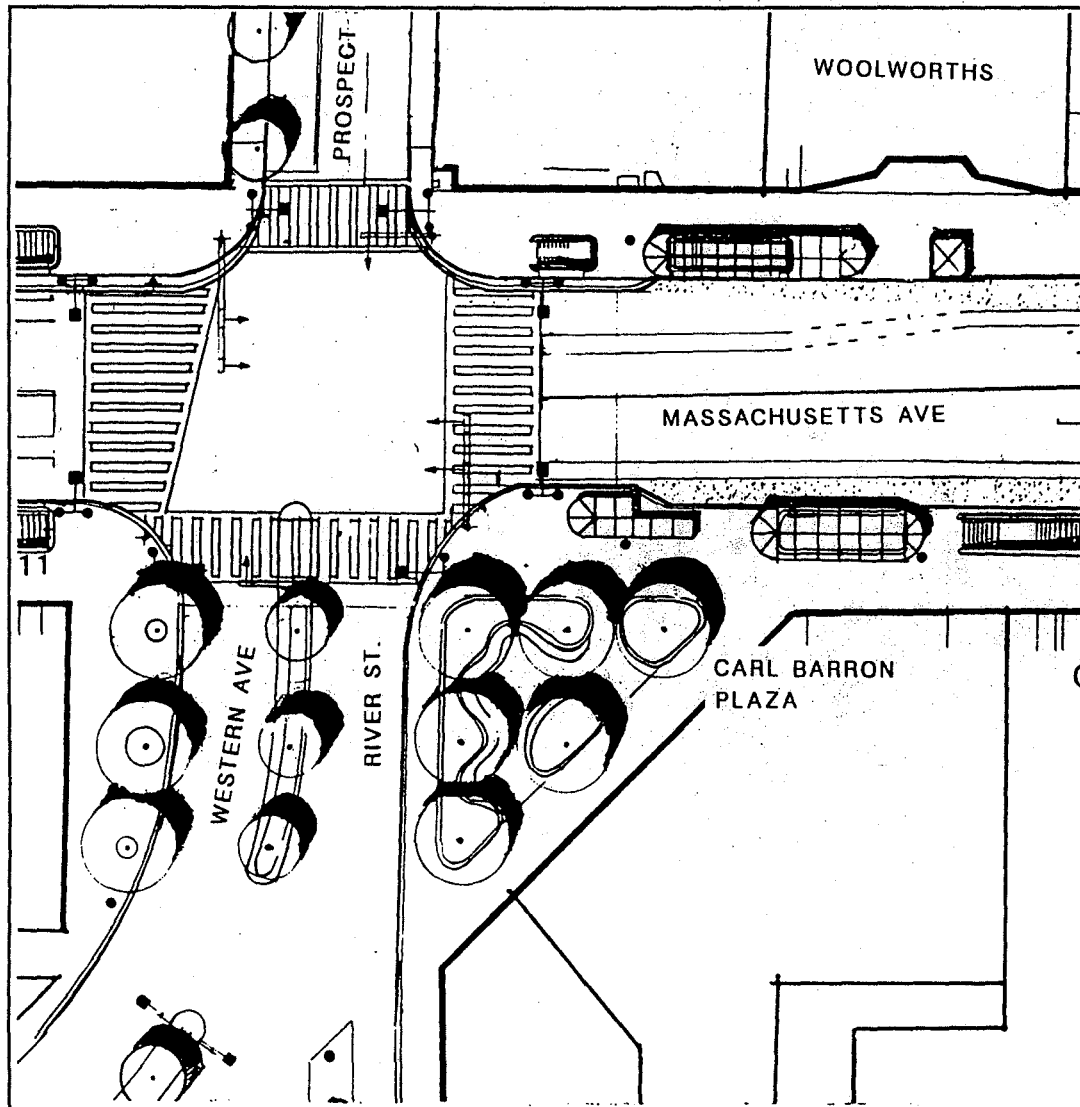 PROSPECT
WOOLWORTHS
MASSACHUSETTS AVE
WESTERN AVE
RIVER ST.
CARL BARRON
PLAZA